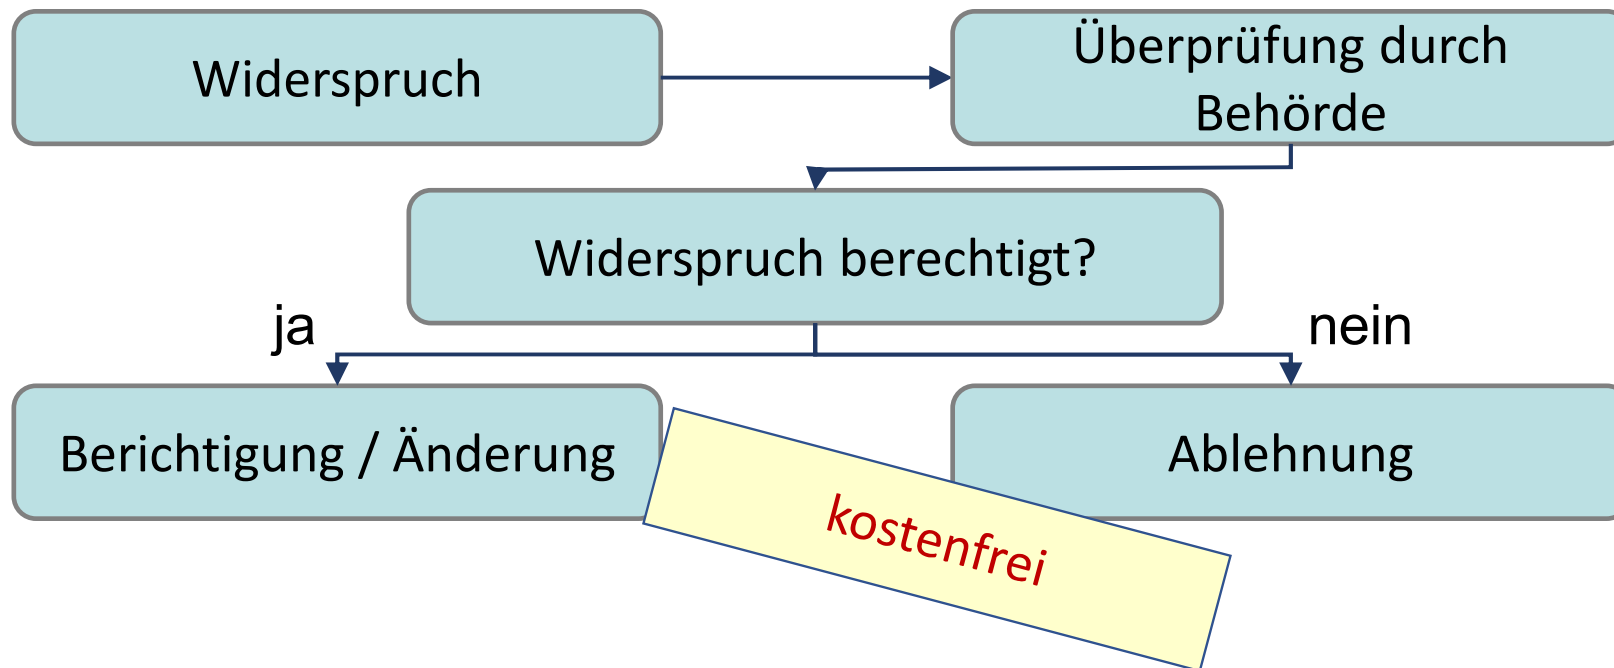 Widerspruch
Überprüfung durch
Behörde
Widerspruch berechtigt?
ja
nein
Berichtigung / Änderung
Ablehnung
kostenfrei